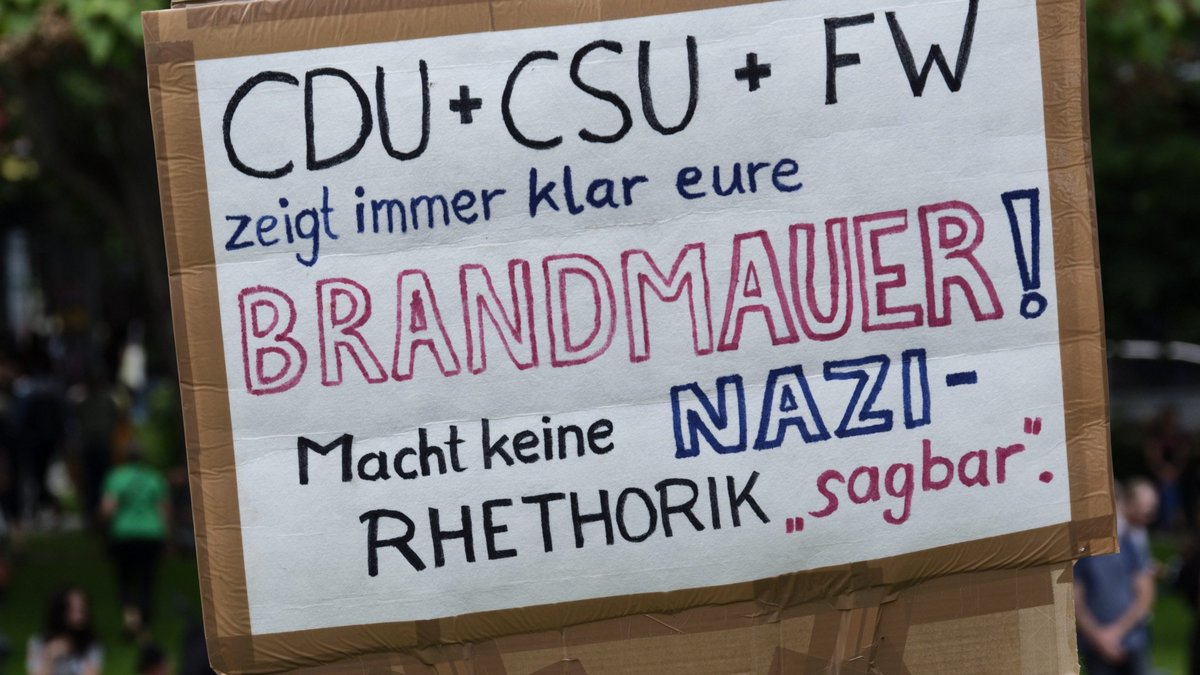 CDU + CSU + FW
zeigt immer klar eure
BRANDMAUER!
Macht keine NAZI-
RHETHORIK „sagbar".